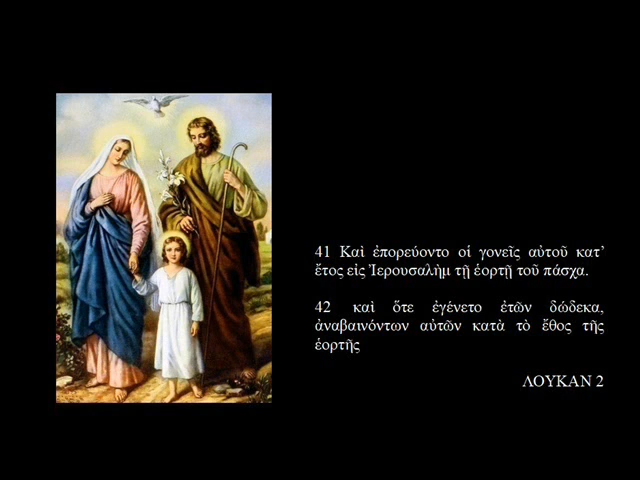 41 Καὶ ἐπορεύοντο οἱ γονεῖς αὐτοῦ κατ’
ἔτος εἰς Ἰερουσαλὴμ τῇ ἑορτῇ τοῦ πάσχα.
42 καὶ ὅτε ἐγένετο ἐτῶν δώδεκα,
ἀναβαινόντων αὐτῶν κατὰ τὸ ἔθος τῆς
ἑορτῆς
ΛΟΥΚΑΝ 2